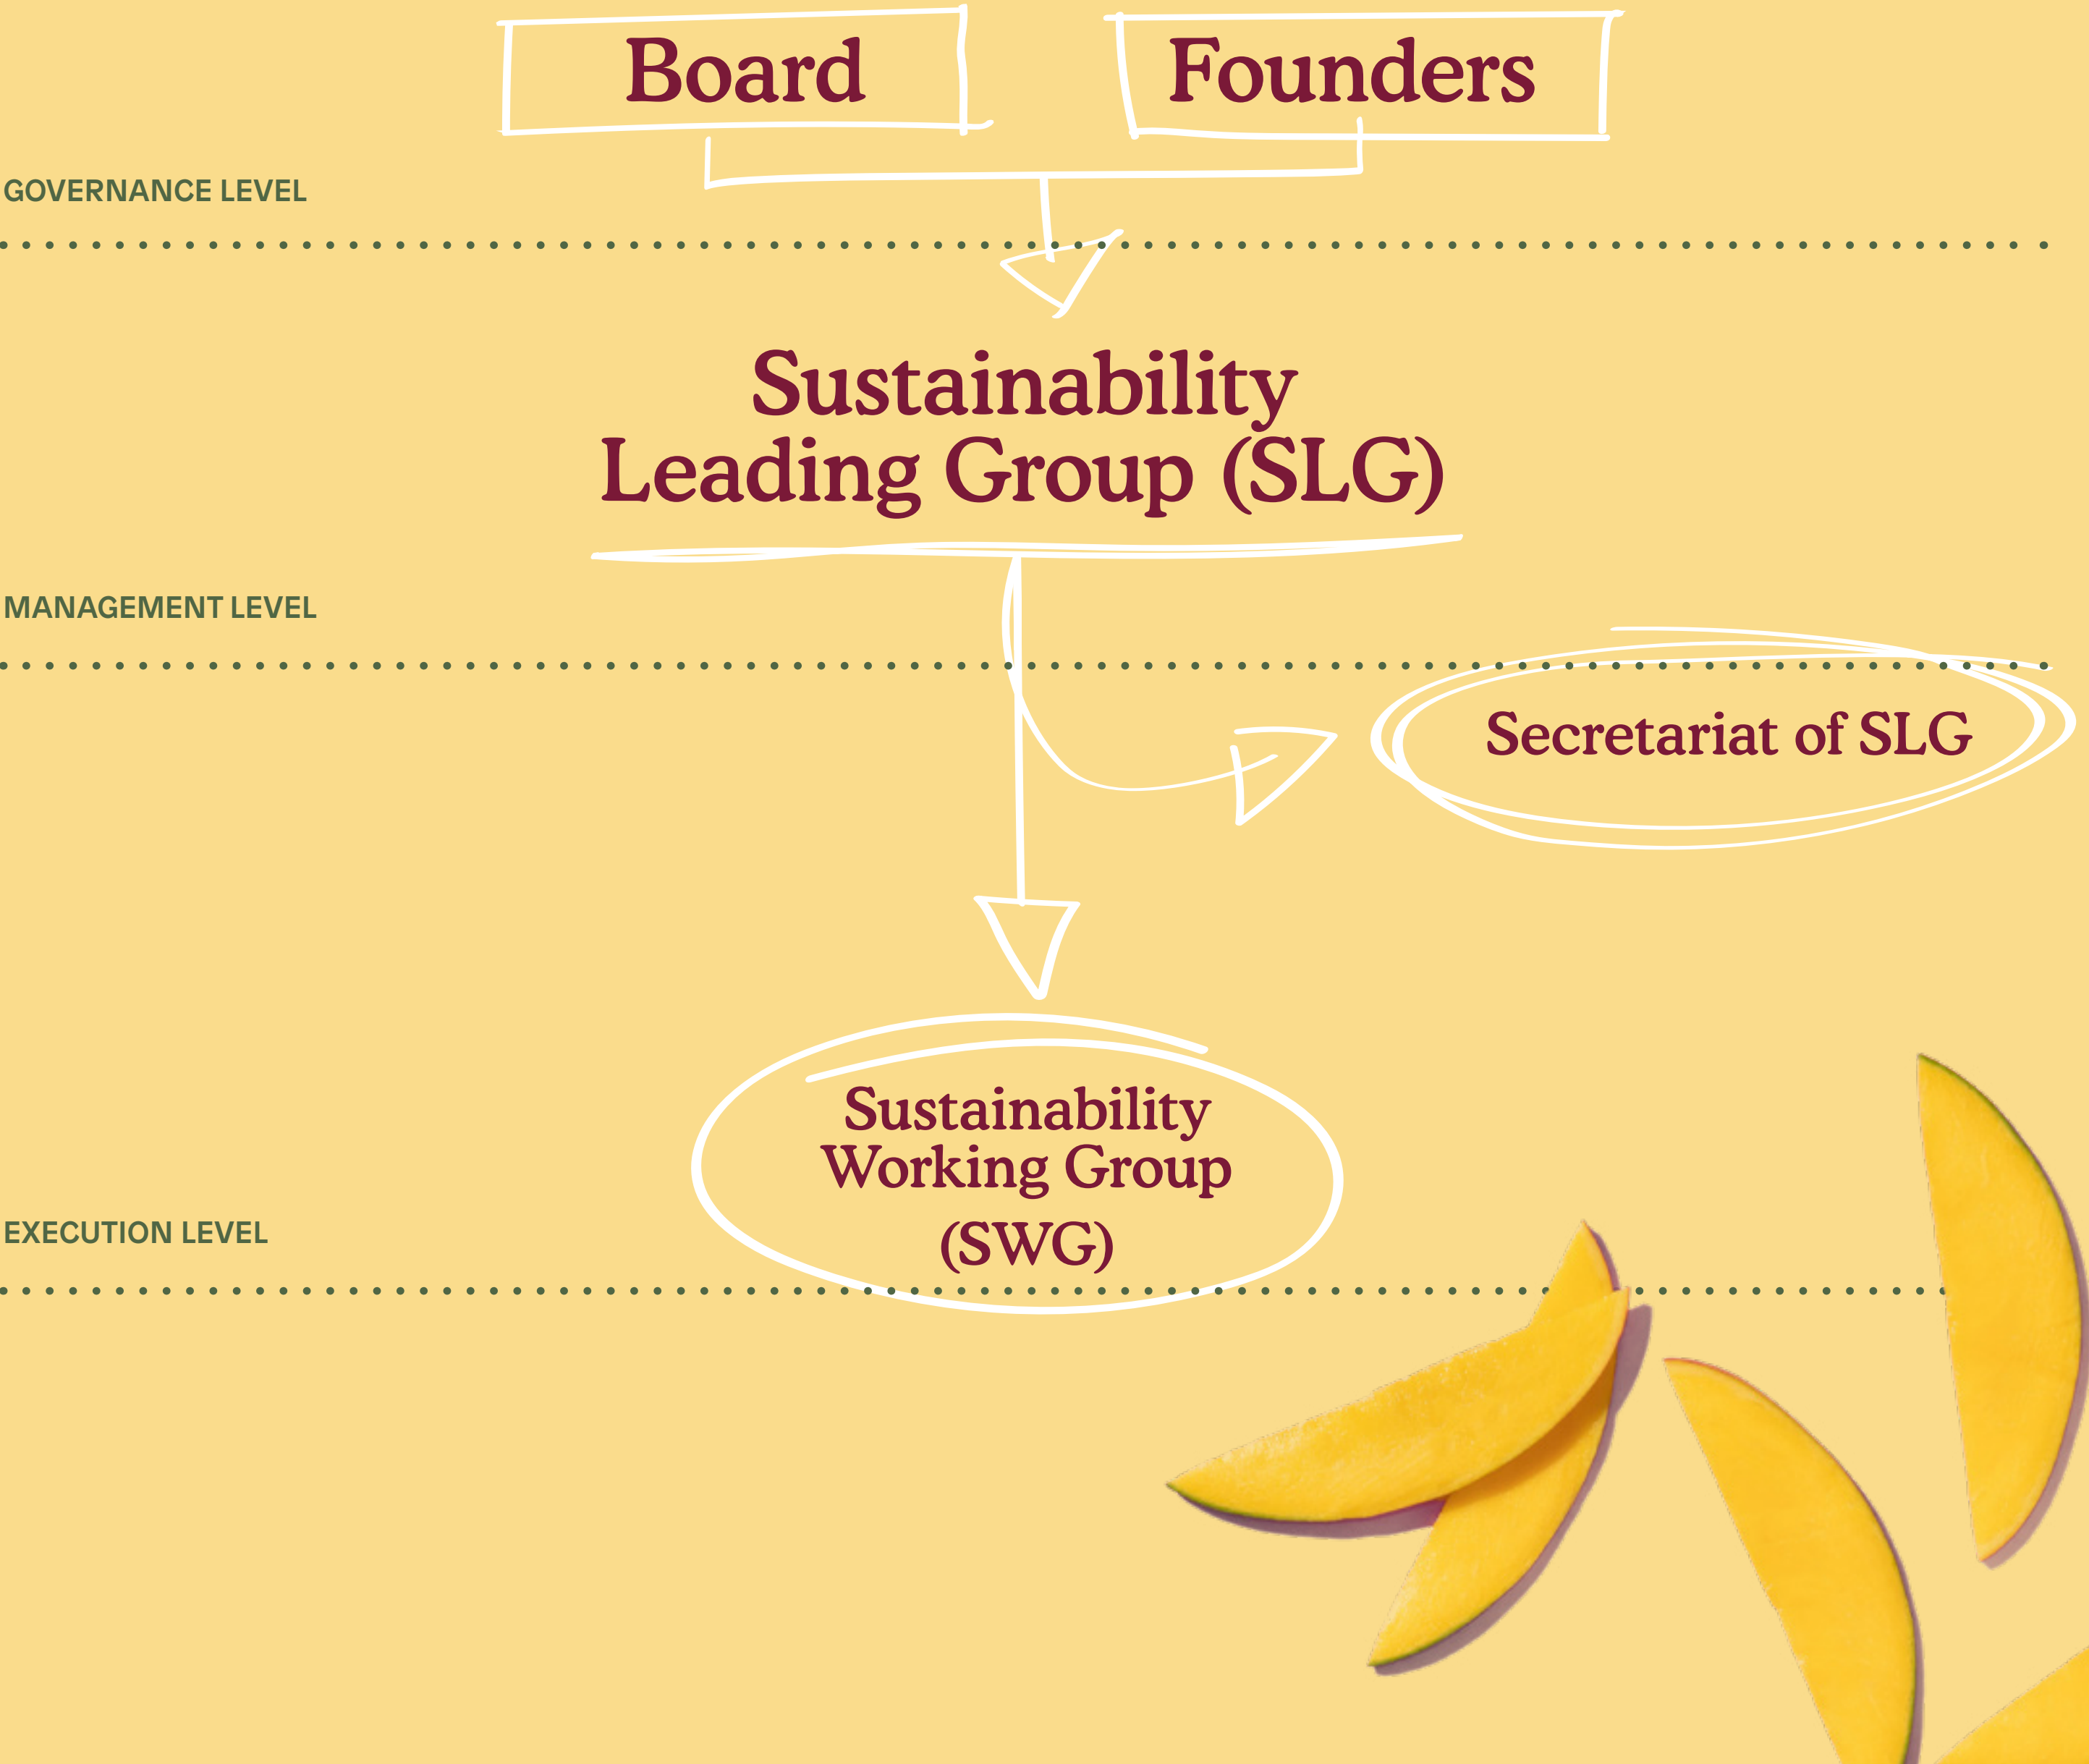 Board
Founders
GOVERNANCE LEVEL
Sustainability
Leading Group (SLG)
MANAGEMENT LEVEL
Secretariat of SLG
Sustainability
Working Group
(SWG)
EXECUTION LEVEL